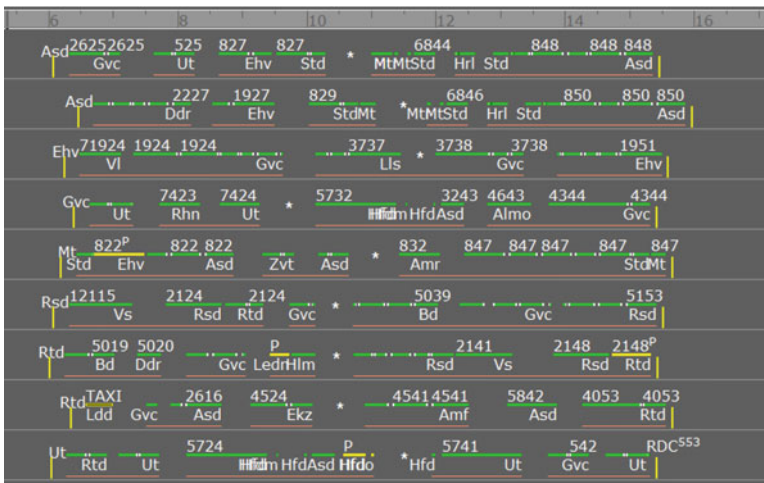 6 8 10 12 14 16
Asd 2625 2625 525 827 827 * 6844 848 848 848
Gvc Ut Ehv Std MtMtStd Hrl Std Asd
Asd 2227 1927 829 * 6846 850 850 850
Ddr Ehv StdMt MtMtStd Hrl Std Asd
Ehv 71924 1924 1924 3737 * 3738 3738 1951
Vl Gvc Lls Gvc Ehv
Gvc 7423 7424 * 5732 3243 4643 4344 4344
Ut Rhn Ut HfdAsd Almo Gvc
Mt 822P 822 822 * 832 847 847 847 847 847
Std Ehv Asd Zvt Asd Amr StdMt
Rsd 12115 2124 2124 * 5039 5153
Vs Rsd Rtd Gvc Bd Gvc Rsd
Rtd 5019 5020 P * 2141 2148 2148P
Bd Ddr Gvc LednHlm Rsd Vs Rsd Rtd
Rtd TAXI 2616 4524 * 4541 4541 5842 4053 4053
Ldd Gvc Asd Ekz Amf Asd Rtd
Ut 5724 P * 5741 542 RDC553
Rtd Ut HfdAsd Hfd Ut Gvc Ut